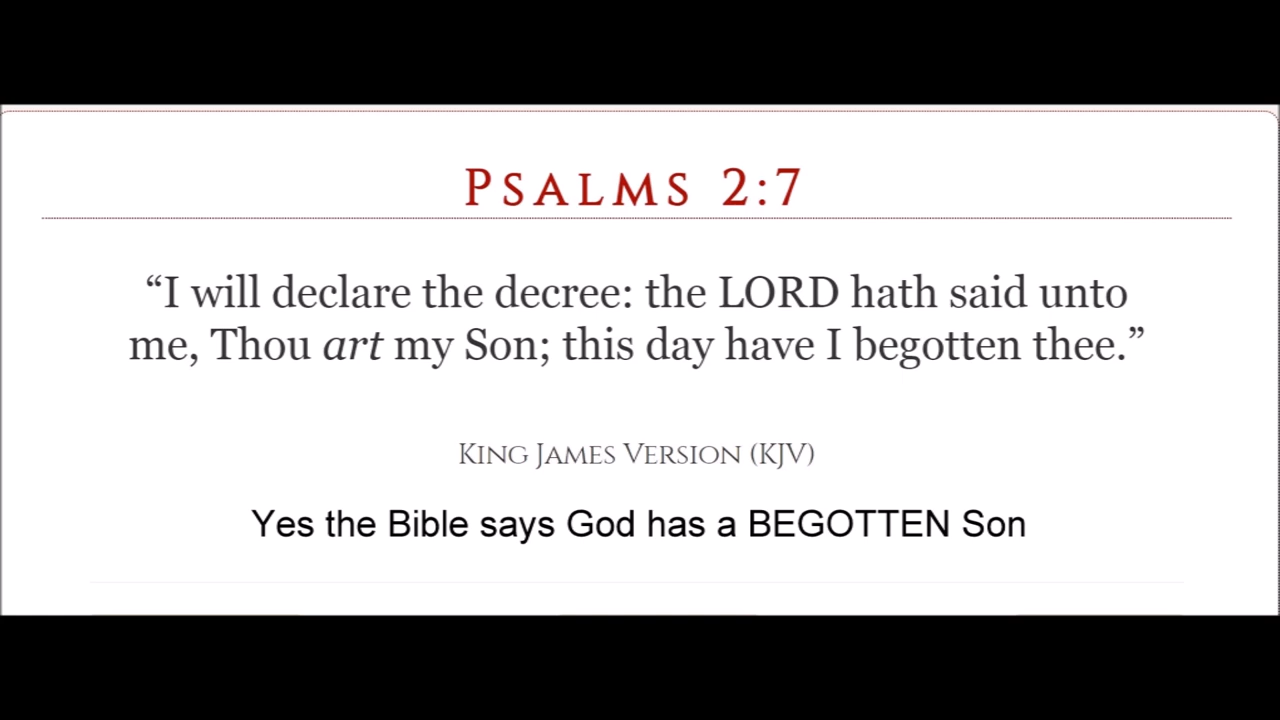 Psalms 2:7
“I will declare the decree: the LORD hath said unto
me, Thou art my Son; this day have I begotten thee.”
King James Version (KJV)
Yes the Bible says God has a BEGOTTEN Son